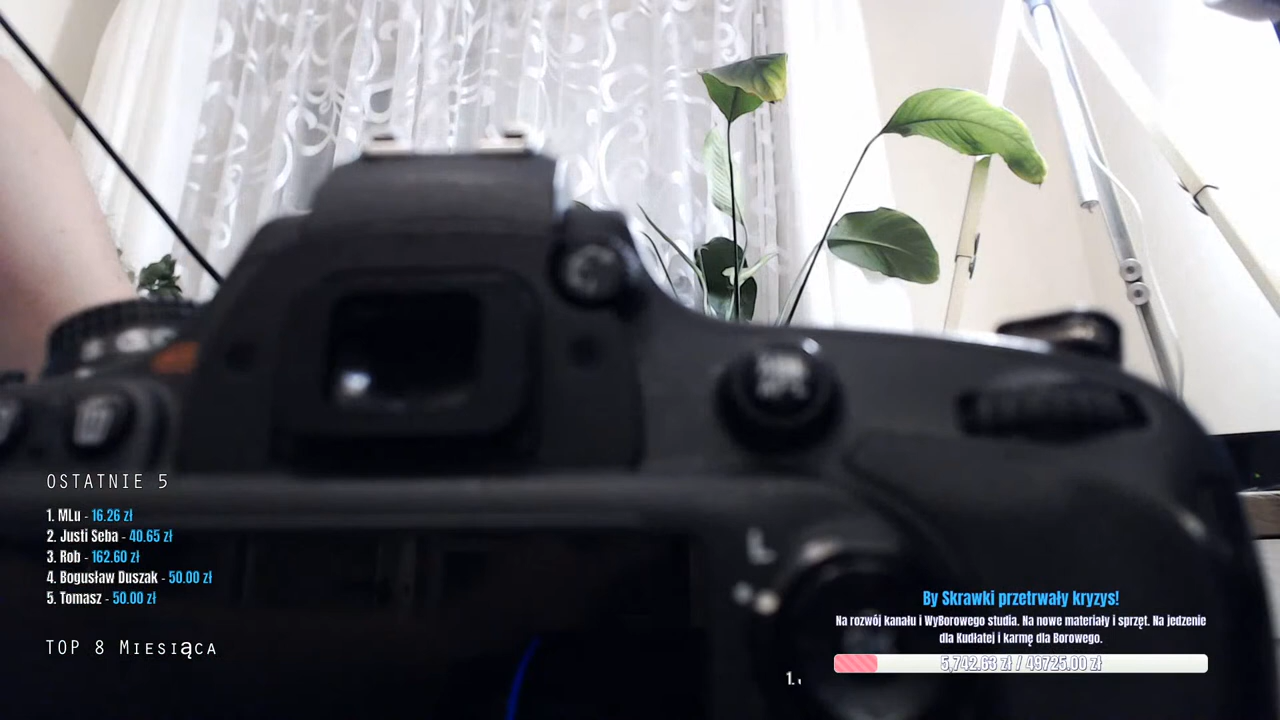 OSTATNIE 5
1. MLu - 16.26 zł
2. Justi Seba - 40.65 zł
3. Rob - 162.60 zł
4. Bogusław Duszak - 50.00 zł
5. Tomasz - 50.00 zł
TOP 8 MIESIĄCA
By Skrawki przetrwały kryzys!
Na rozwój kanału i WyBorowego studia. Na nowe materiały i sprzęt. Na jedzenie
dla Kudłatej i karmę dla Borowego.
5,742.63 zł / 49725.00 zł
1.
L